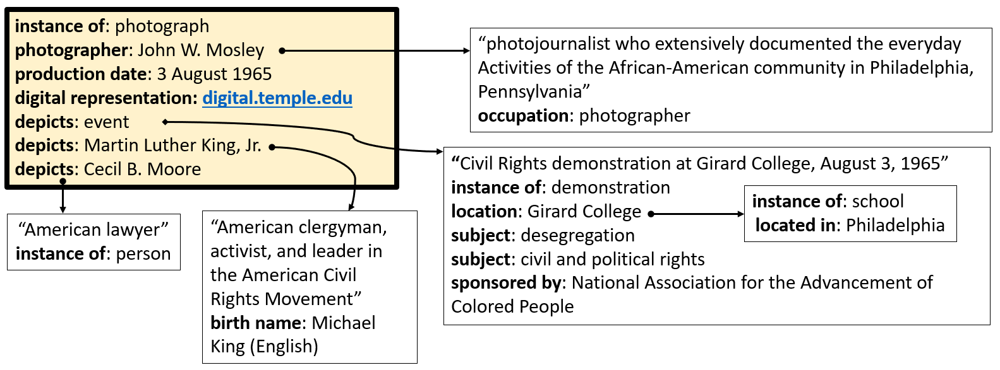 instance of: photograph
photographer: John W. Mosley
production date: 3 August 1965
digital representation: digital.temple.edu
depicts: event
depicts: Martin Luther King, Jr.
depicts: Cecil B. Moore
“photojournalist who extensively documented the everyday
Activities of the African-American community in Philadelphia,
Pennsylvania”
occupation: photographer
“Civil Rights demonstration at Girard College, August 3, 1965”
instance of: demonstration
location: Girard College
subject: desegregation
subject: civil and political rights
sponsored by: National Association for the Advancement of
Colored People
instance of: school
located in: Philadelphia
“American lawyer”
instance of: person
“American clergyman,
activist, and leader in
the American Civil
Rights Movement”
birth name: Michael
King (English)